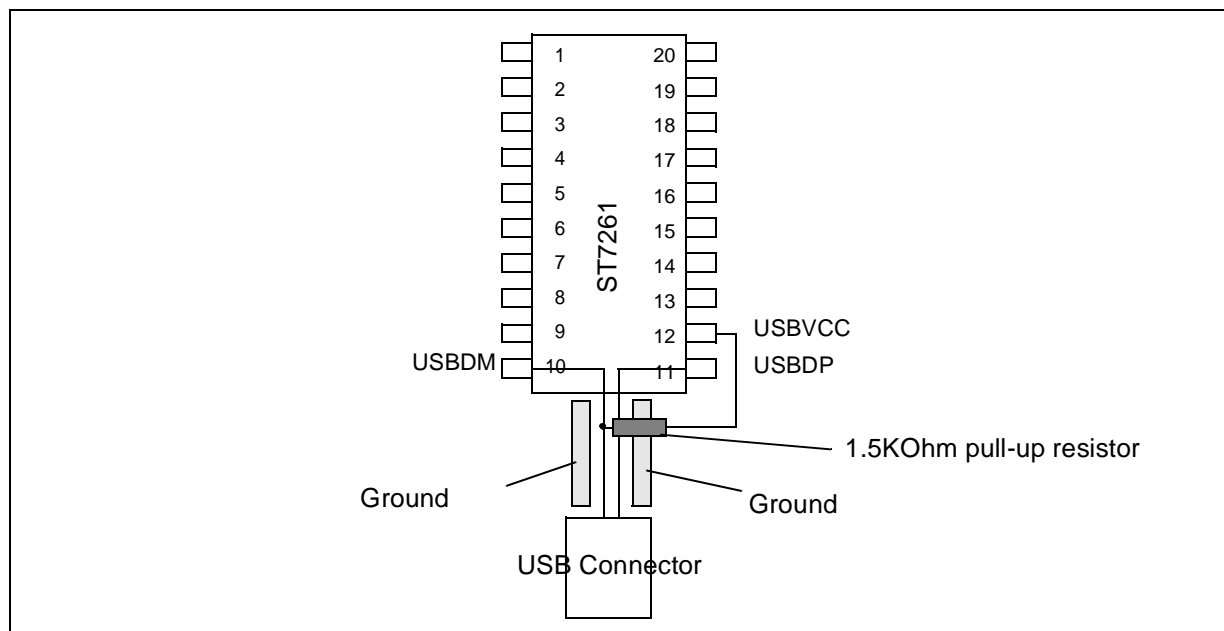 1 20
2 19
3 18
4 17
5 16
6 15
7 14
8 13
9 12
10 11
ST7261
USBVCC
USBDM
USBDP
1.5KOhm pull-up resistor
Ground
Ground
USB Connector